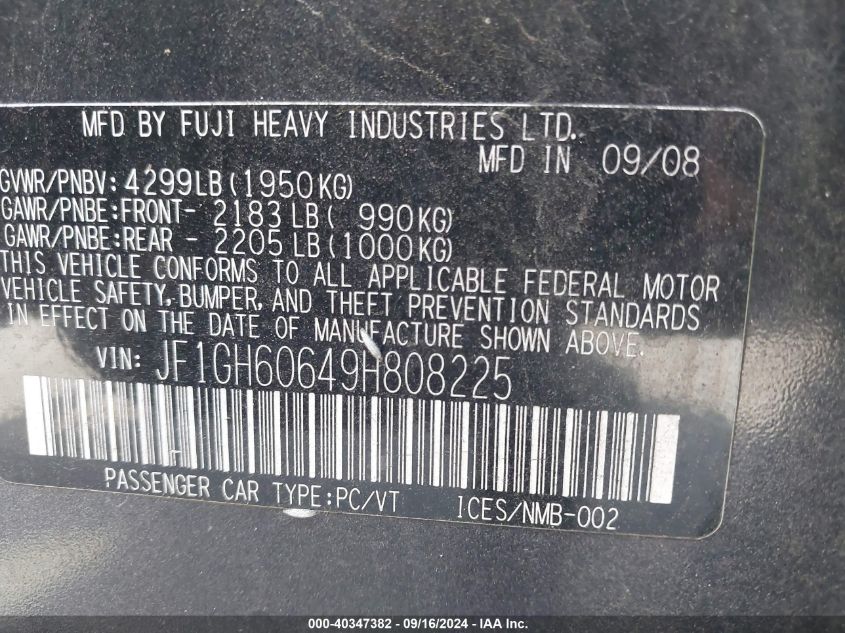 MFD BY FUJI HEAVY INDUSTRIES LTD.
MFD IN 09/08
GVWR/PNBV: 4299LB(1950KG)
GAWR/PNBE:FRONT- 2183LB( 990KG)
GAWR/PNBE:REAR - 2205LB(1000KG)
THIS VEHICLE CONFORMS TO ALL APPLICABLE FEDERAL MOTOR
VEHICLE SAFETY,BUMPER,AND THEFT PREVENTION STANDARDS
IN EFFECT ON THE DATE OF MANUFACTURE SHOWN ABOVE.
VIN: JF1GH60649H808225
PASSENGER CAR TYPE:PC/VT ICES/NMB-002
000-40347382 - 09/16/2024 - IAA Inc.